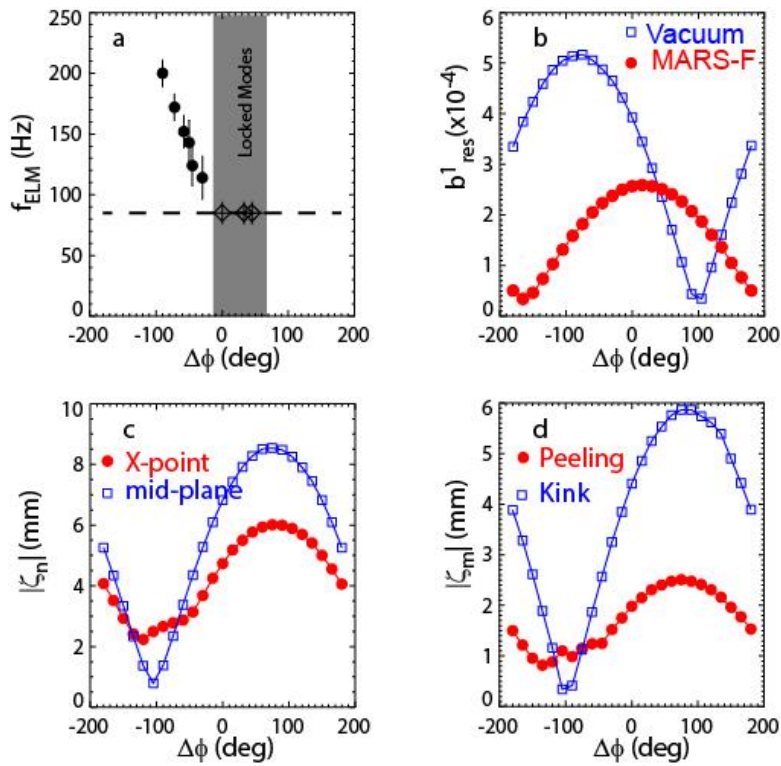 a
Locked Modes
f_ELM (Hz)
250
200
150
100
50
0
-200 -100 0 100 200
Δϕ (deg)
b
Vacuum
MARS-F
b^1_res (x10^-4)
6
5
4
3
2
1
0
-200 -100 0 100 200
Δϕ (deg)
c
X-point
mid-plane
|ζ_n| (mm)
10
8
6
4
2
0
-200 -100 0 100 200
Δϕ (deg)
d
Peeling
Kink
|ζ_m| (mm)
6
5
4
3
2
1
0
-200 -100 0 100 200
Δϕ (deg)